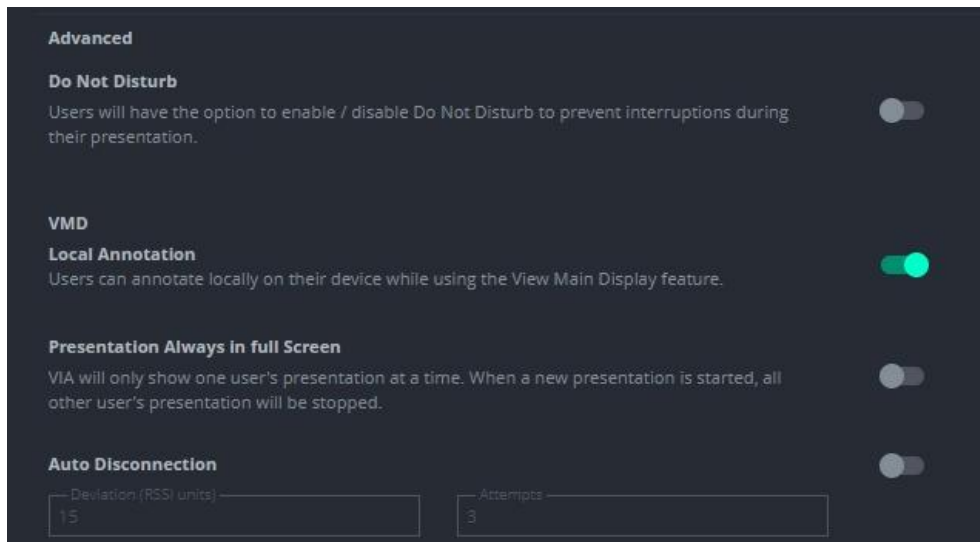 Advanced
Do Not Disturb
Users will have the option to enable / disable Do Not Disturb to prevent interruptions during
their presentation.
VMD
Local Annotation
Users can annotate locally on their device while using the View Main Display feature.
Presentation Always in full Screen
VIA will only show one user's presentation at a time. When a new presentation is started, all
other user's presentation will be stopped.
Auto Disconnection
Deviation (RSSI units)
15
Attempts
3